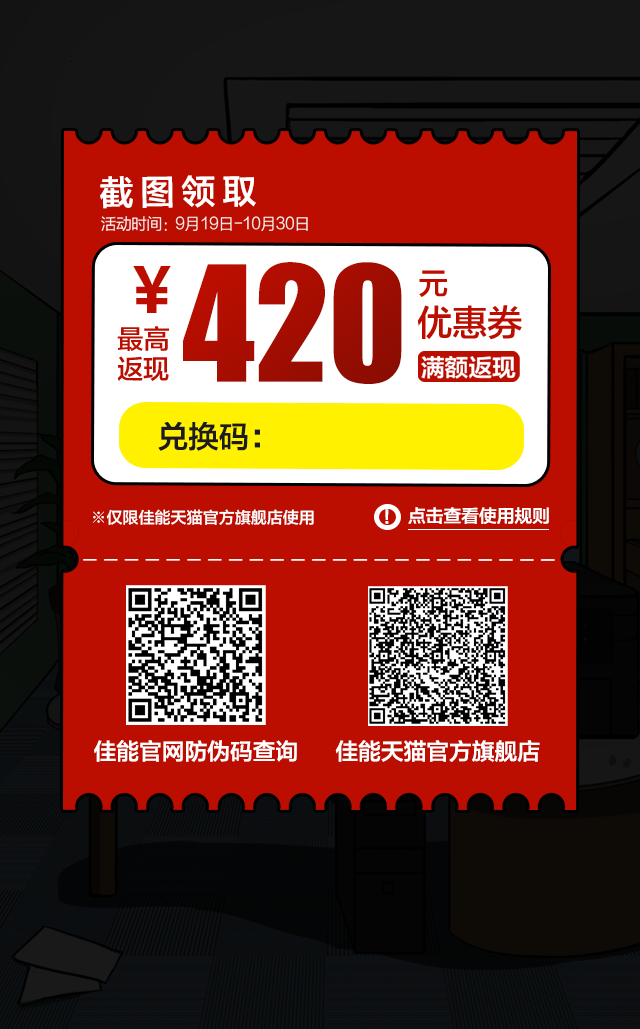 截图领取
活动时间：9月19日-10月30日
¥420元
最高返现
优惠券
满额返现
兑换码：
※仅限佳能天猫官方旗舰店使用
! 点击查看使用规则
佳能官网防伪码查询
佳能天猫官方旗舰店